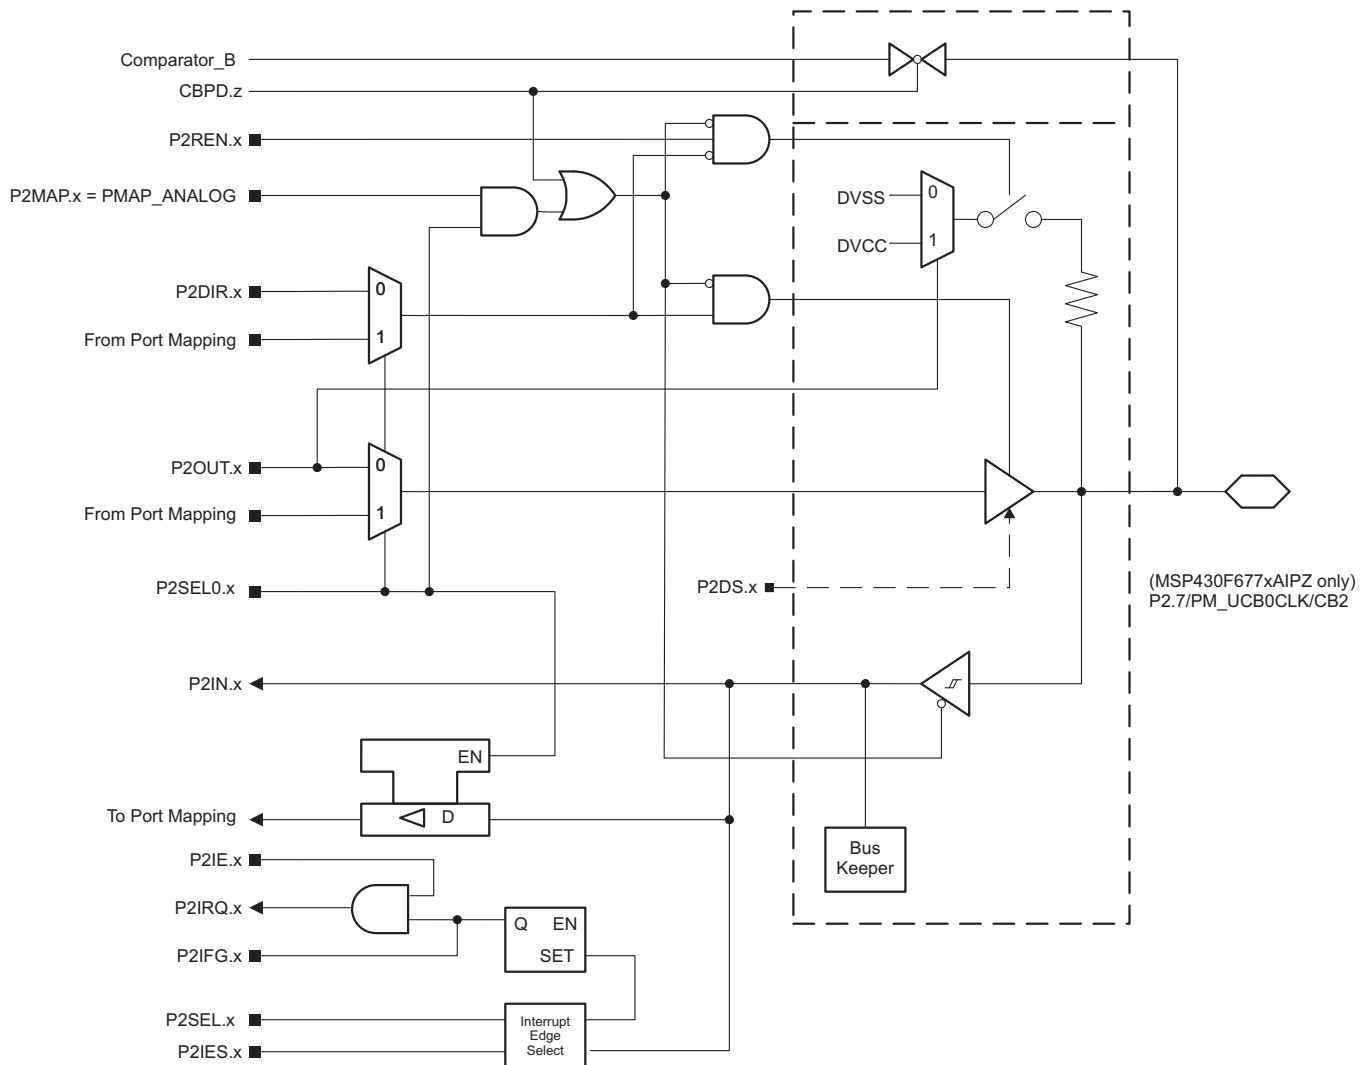 Comparator_B
CBPD.z
P2REN.x
P2MAP.x = PMAP_ANALOG
DVSS
0
DVCC
1
P2DIR.x
0
From Port Mapping
1
P2OUT.x
0
From Port Mapping
1
P2SEL0.x
P2DS.x
(MSP430F677xAIPZ only)
P2.7/PM_UCB0CLK/CB2
P2IN.x
EN
To Port Mapping
D
Bus
Keeper
P2IE.x
P2IRQ.x
Q EN
P2IFG.x
SET
P2SEL.x
P2IES.x
Interrupt
Edge
Select